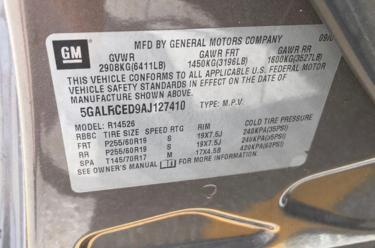 GM
MFD BY GENERAL MOTORS COMPANY
GVWR GAWR FRT GAWR RR
2908KG(6411LB) 1450KG(3196LB) 1600KG(3527LB)
THIS VEHICLE CONFORMS TO ALL APPLICABLE U.S. FEDERAL MOTOR
VEHICLE SAFETY STANDARDS IN EFFECT ON THE DATE OF
MANUFACTURE SHOWN ABOVE.
5GALRCED9AJ127410 TYPE: M.P.V.
MODEL: R14526
RBBC TIRE SIZE SPEED RTG RIM COLD TIRE PRESSURE
FRT P255/60R19 S 19X7.5J 240KPA(35PSI)
RR P255/60R19 S 19X7.5J 240KPA(35PSI)
SPA T145/70R17 M 17X4.5B 420KPA(60PSI)
SEE OWNER'S MANUAL